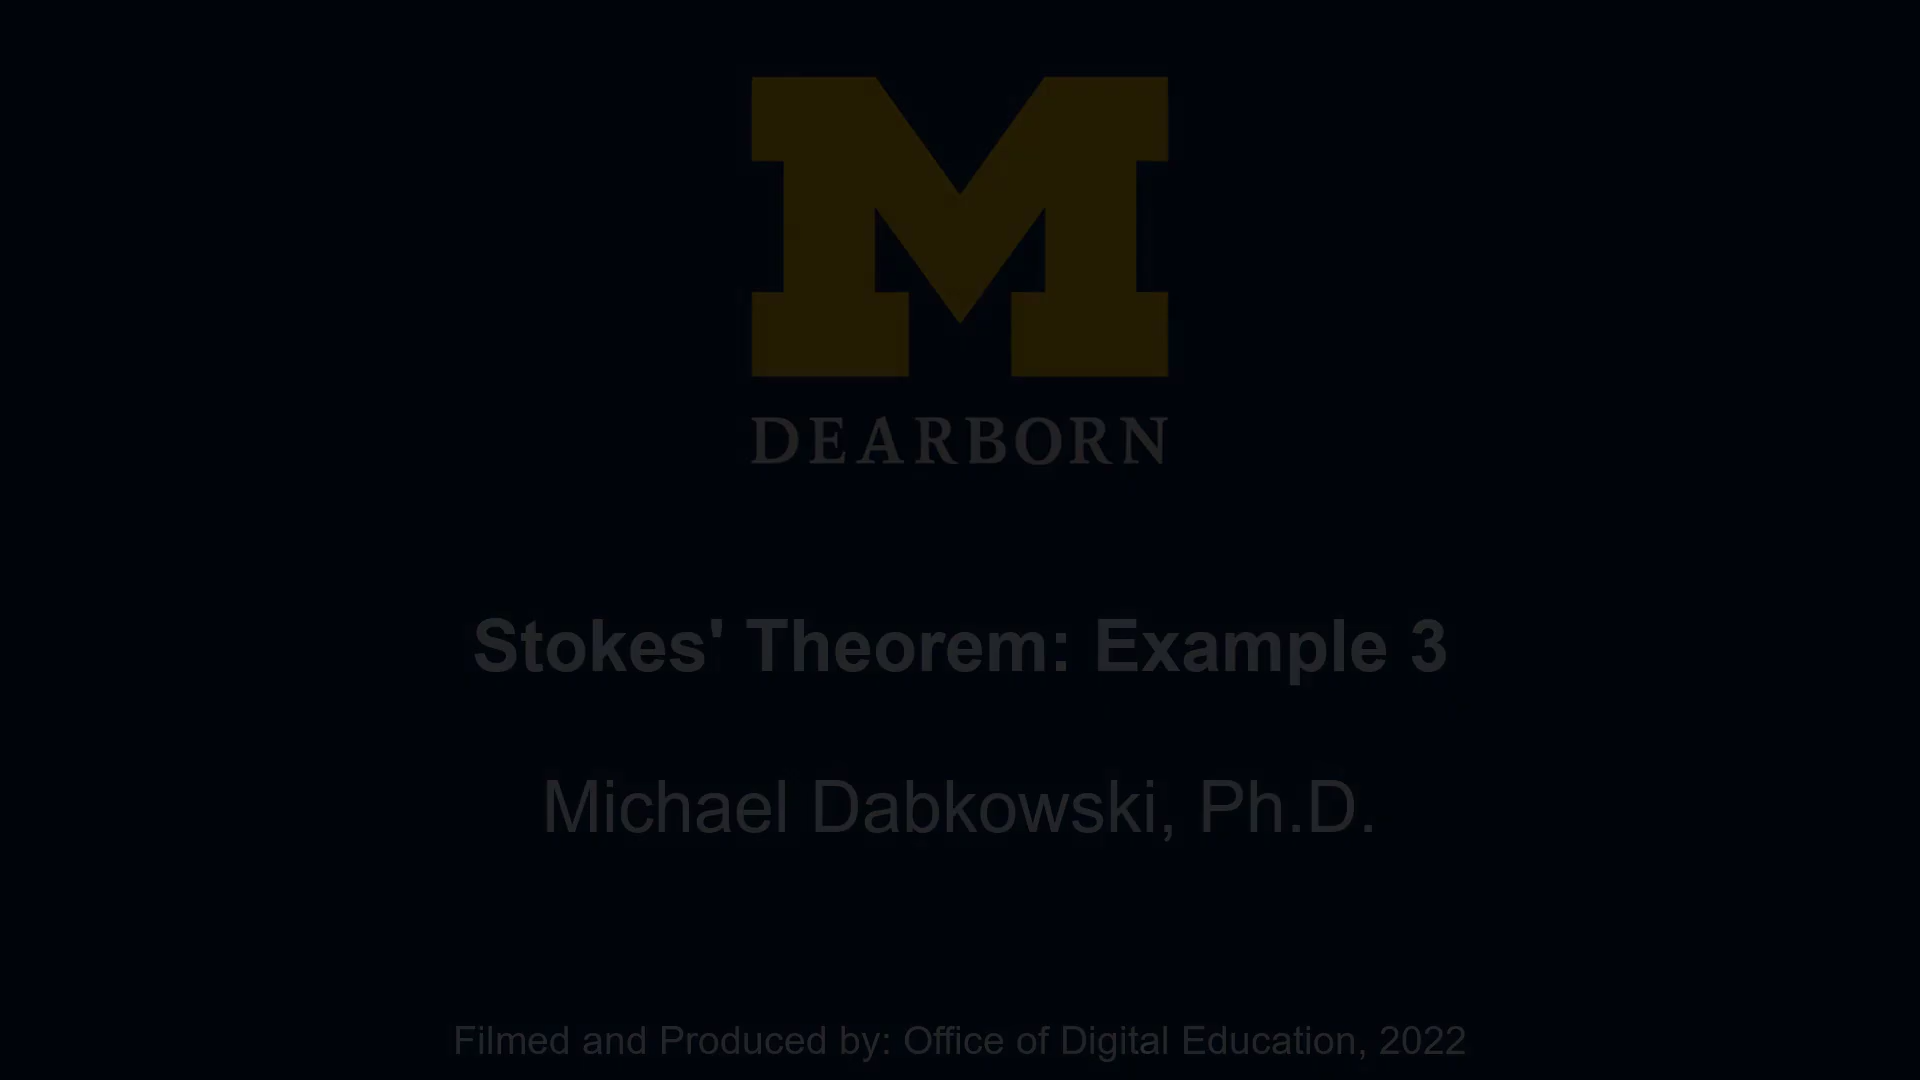 M
DEARBORN
Stokes' Theorem: Example 3
Michael Dabkowski, Ph.D.
Filmed and Produced by: Office of Digital Education, 2022